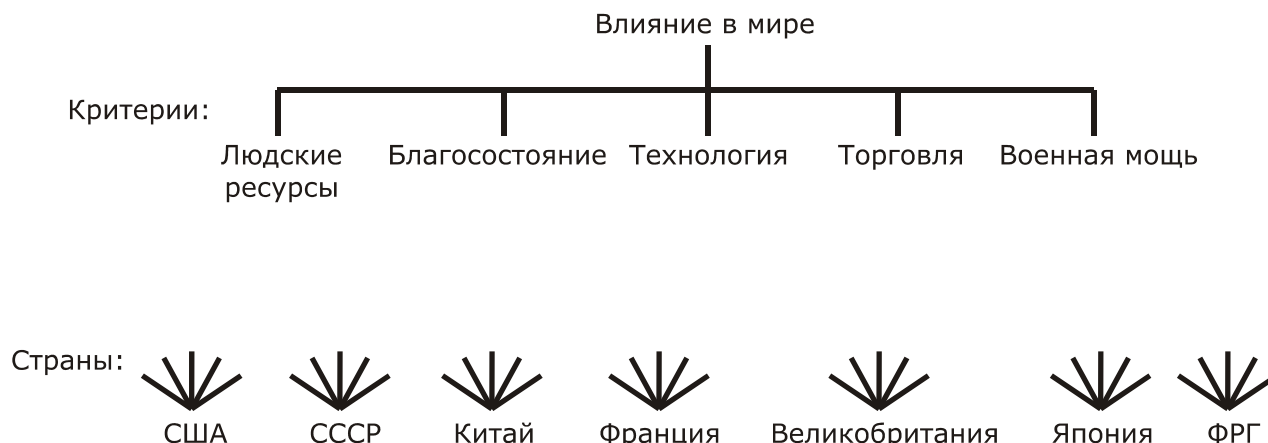 Влияние в мире
Критерии:
Людские ресурсы
Благосостояние
Технология
Торговля
Военная мощь
Страны:
США
СССР
Китай
Франция
Великобритания
Япония
ФРГ